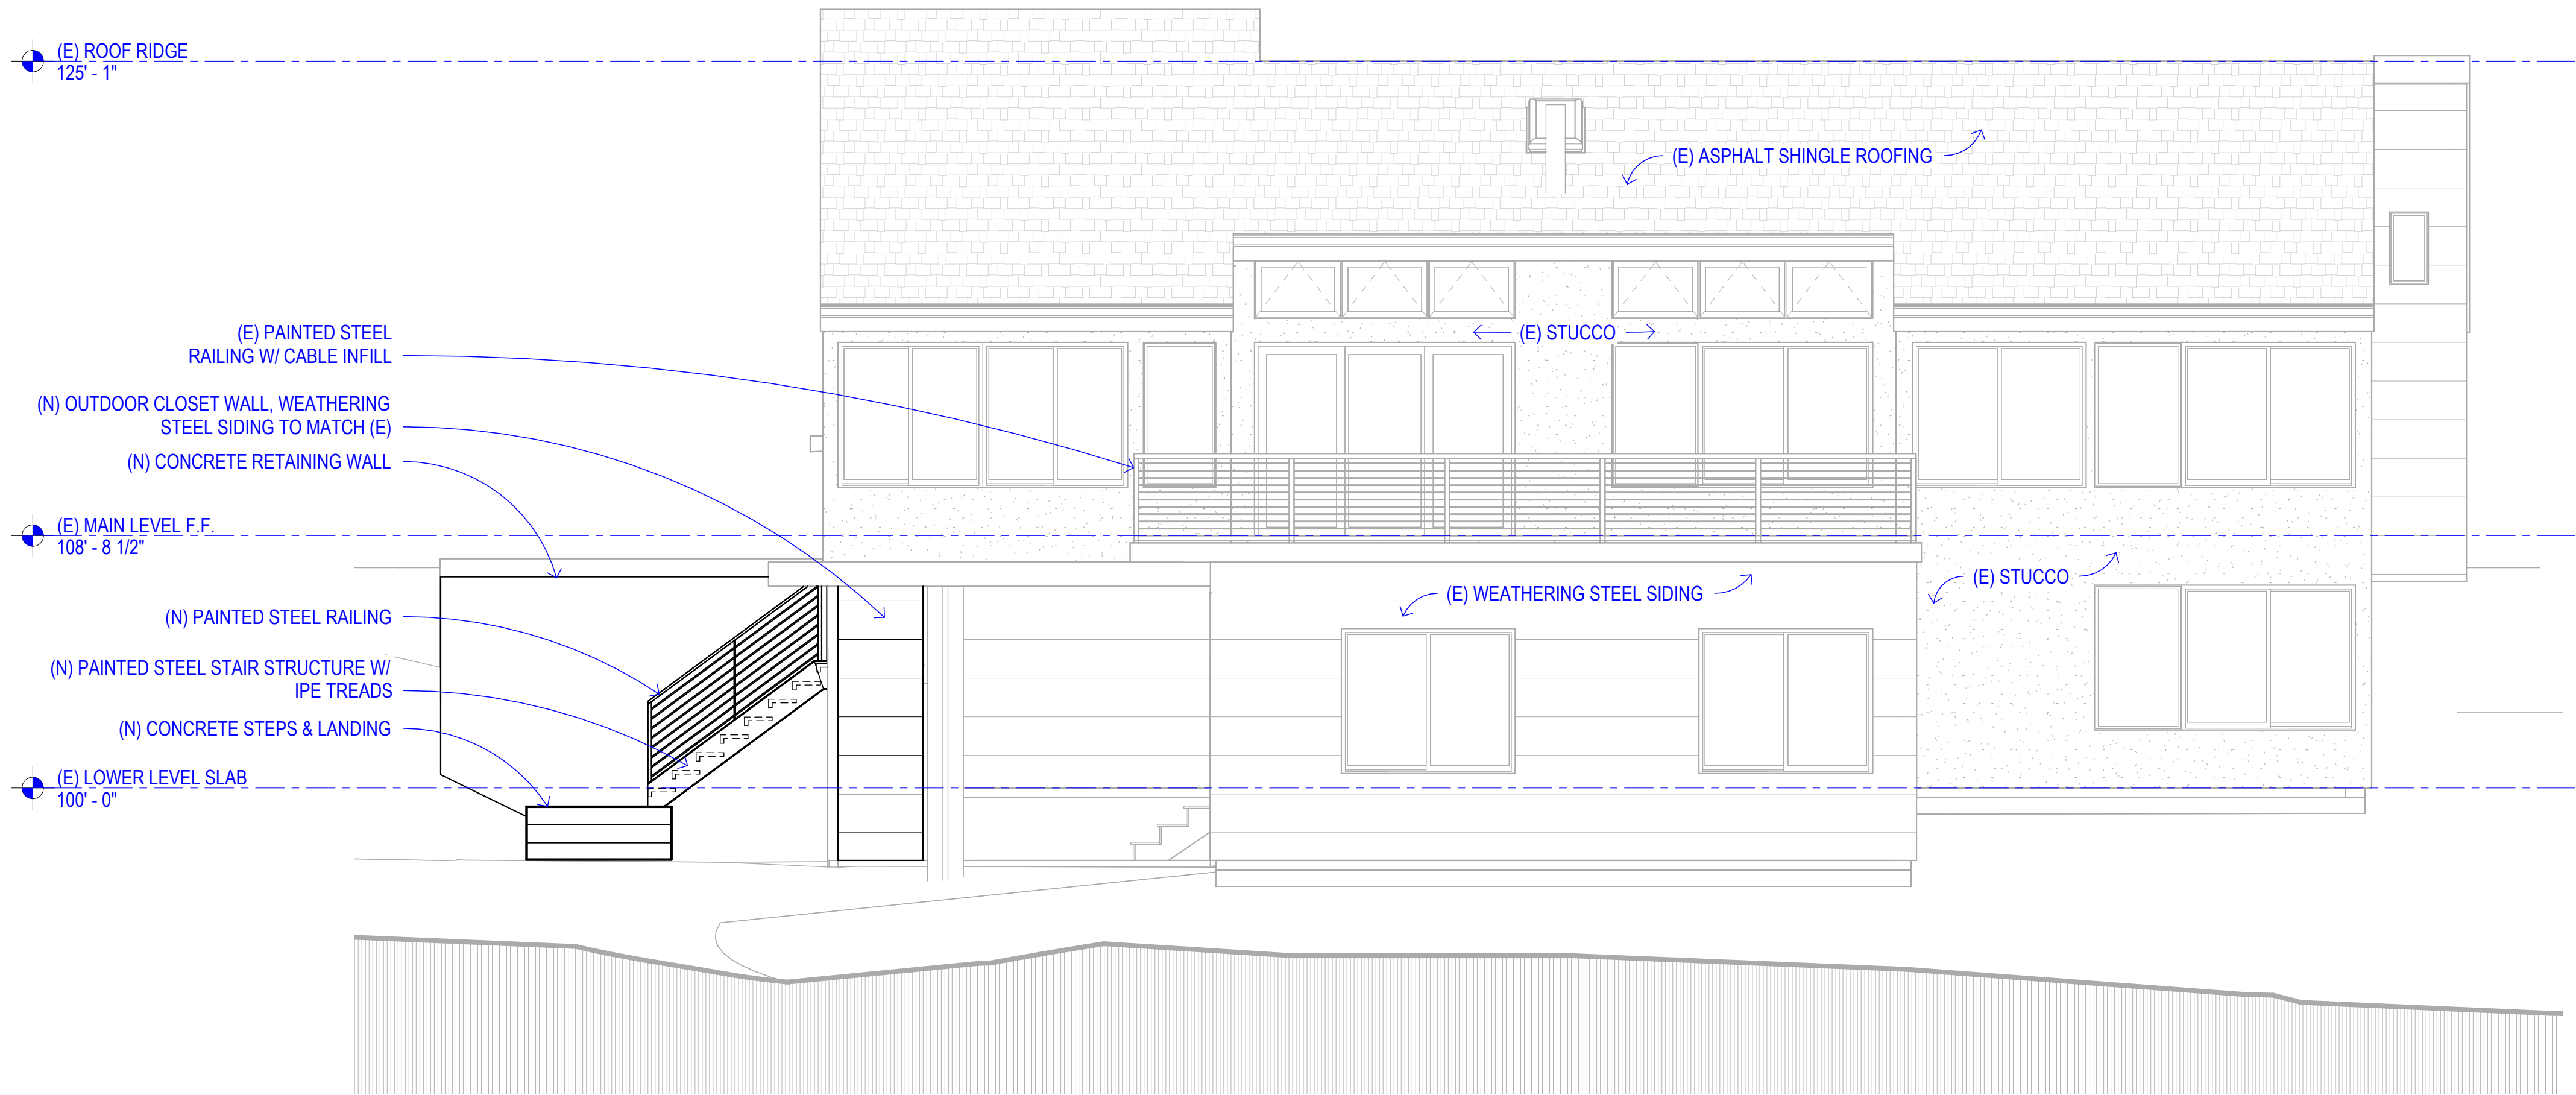 (E) ROOF RIDGE
125' - 1"
(E) ASPHALT SHINGLE ROOFING
(E) PAINTED STEEL
RAILING W/ CABLE INFILL
(E) STUCCO
(N) OUTDOOR CLOSET WALL, WEATHERING
STEEL SIDING TO MATCH (E)
(N) CONCRETE RETAINING WALL
(E) MAIN LEVEL F.F.
108' - 8 1/2"
(E) STUCCO
(E) WEATHERING STEEL SIDING
(N) PAINTED STEEL RAILING
(N) PAINTED STEEL STAIR STRUCTURE W/
IPE TREADS
(N) CONCRETE STEPS & LANDING
(E) LOWER LEVEL SLAB
100' - 0"